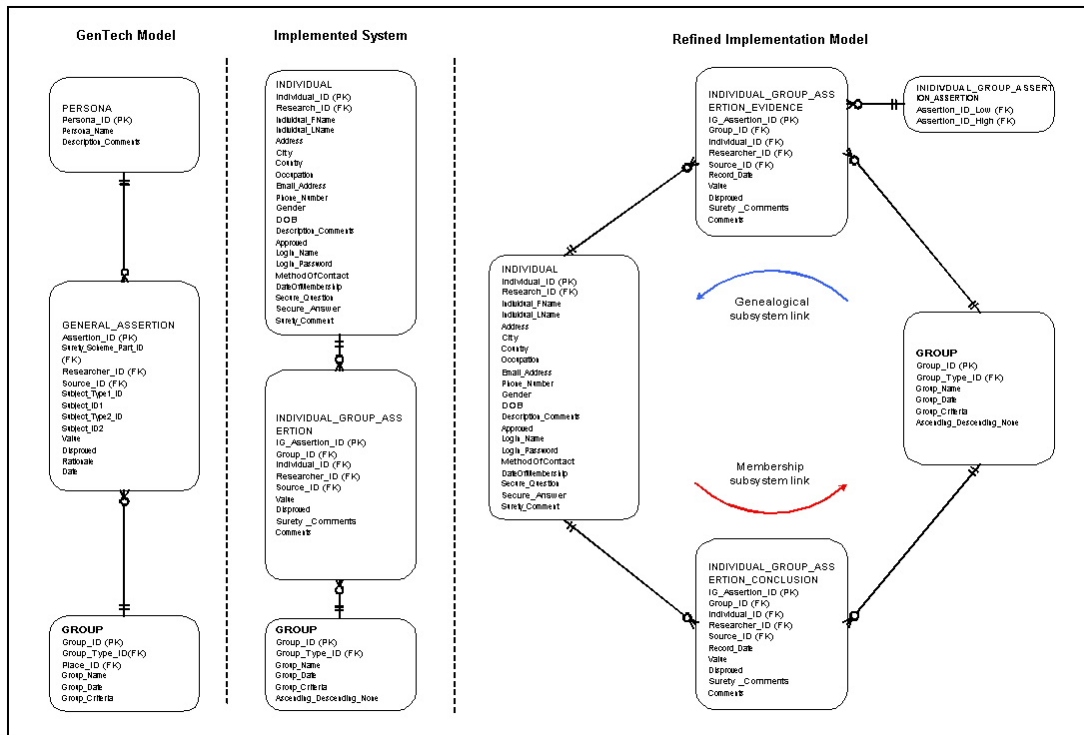 GenTech Model
PERSONA
Persona_ID (PK)
Persona_Name
Description_Comments
GENERAL_ASSERTION
Assertion_ID (PK)
Surety_Scheme_Part_ID
(FK)
Researcher_ID (FK)
Source_ID (FK)
Subject_Type1_ID
Subject_ID1
Subject_Type2_ID
Subject_ID2
Value
Disproued
Rationale
Date
GROUP
Group_ID (PK)
Group_Type_ID(FK)
Place_ID (FK)
Group_Name
Group_Date
Group_Criteria
Implemented System
INDIVIDUAL
Individual_ID (PK)
Research_ID (FK)
Individual_FName
Individual_LName
Address
City
Country
Occupation
Email_Address
Phone_Number
Gender
DOB
Description_Comments
Approued
Login_Name
Login_Password
MethodOfContact
DateOfMembership
Secure_Question
Secure_Answer
Surety_Comment
INDIVIDUAL_GROUP_ASS
ERTION
IG_Assertion_ID (PK)
Group_ID (FK)
Individual_ID (FK)
Researcher_ID (FK)
Source_ID (FK)
Value
Disproued
Surety _Comments
Comments
GROUP
Group_ID (PK)
Group_Type_ID (FK)
Group_Name
Group_Date
Group_Criteria
Ascending_Descending_None
Refined Implementation Model
INDIVIDUAL_GROUP_ASS
ERTION_EVIDENCE
IG_Assertion_ID (PK)
Group_ID (FK)
Individual_ID (FK)
Researcher_ID (FK)
Source_ID (FK)
Record_Date
Value
Disproued
Surety _Comments
Comments
INIDIVDUAL_GROUP_ASSERT
ION_ASSERTION
Assertion_ID_Low (FK)
Assertion_ID_High (FK)
INDIVIDUAL
Individual_ID (PK)
Research_ID (FK)
Individual_FName
Individual_LName
Address
City
Country
Occupation
Email_Address
Phone_Number
Gender
DOB
Description_Comments
Approued
Login_Name
Login_Password
MethodOfContact
DateOfMembership
Secure_Question
Secure_Answer
Surety_Comment
Genealogical
subsystem link
Membership
subsystem link
GROUP
Group_ID (PK)
Group_Type_ID (FK)
Group_Name
Group_Date
Group_Criteria
Ascending_Descending_None
INDIVIDUAL_GROUP_ASS
ERTION_CONCLUSION
IG_Assertion_ID (PK)
Group_ID (FK)
Individual_ID (FK)
Researcher_ID (FK)
Source_ID (FK)
Record_Date
Value
Disproued
Surety _Comments
Comments